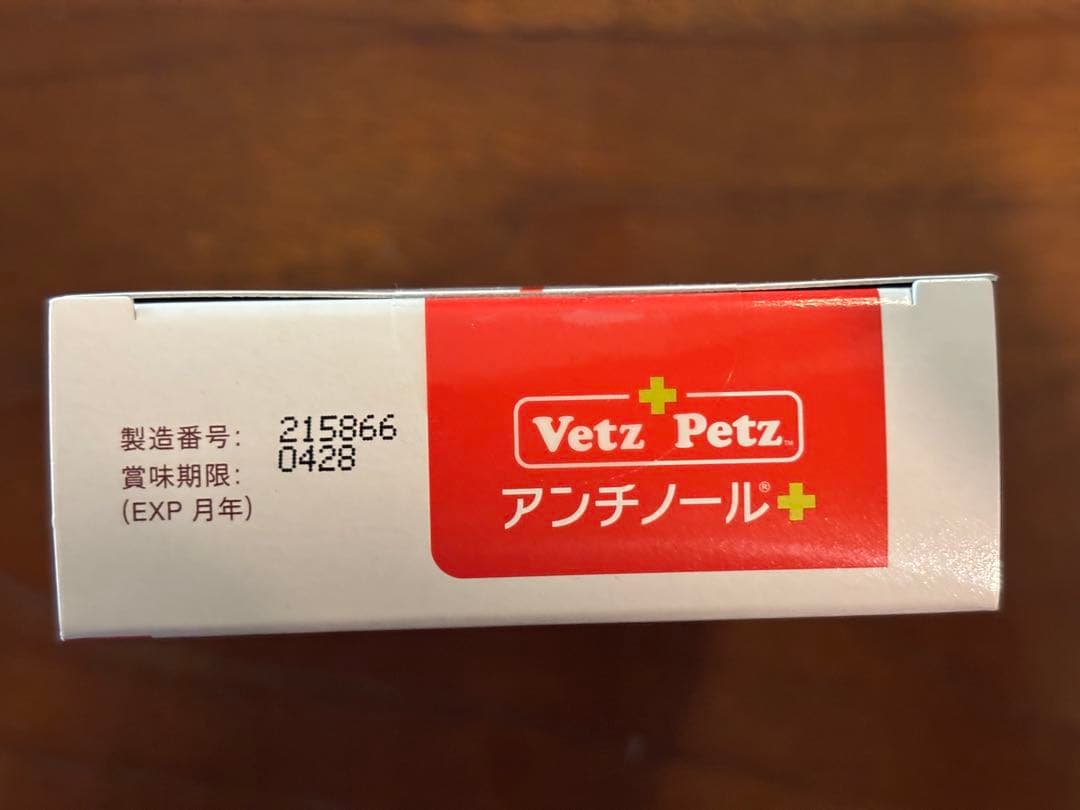 製造番号: 215866
賞味期限: 0428
(EXP 月年)
Vetz Petz™
アンチノール®+